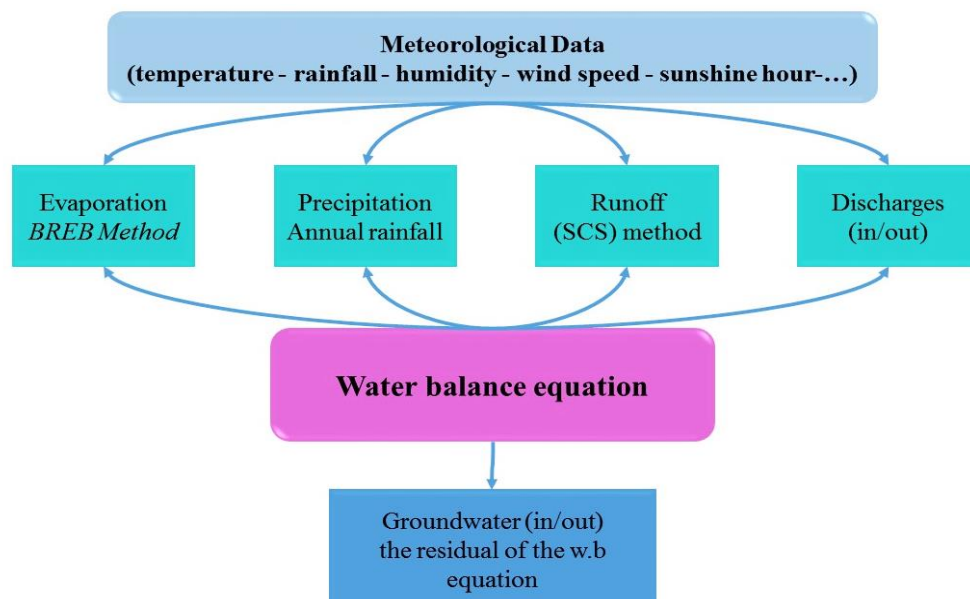 Meteorological Data
(temperature - rainfall - humidity - wind speed - sunshine hour-…)
Evaporation
BREB Method
Precipitation
Annual rainfall
Runoff
(SCS) method
Discharges
(in/out)
Water balance equation
Groundwater (in/out)
the residual of the w.b
equation